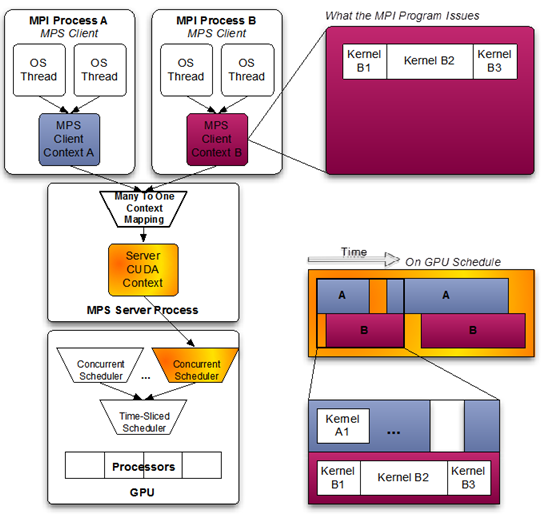 MPI Process A
MPS Client
OS
Thread
OS
Thread
MPS
Client
Context A
MPI Process B
MPS Client
OS
Thread
OS
Thread
MPS
Client
Context B
What the MPI Program Issues
Kernel
B1
Kernel B2
Kernel
B3
Many To One
Context
Mapping
Server
CUDA
Context
MPS Server Process
Time
On GPU Schedule
A
A
B
B
Concurrent
Scheduler
...
Concurrent
Scheduler
Time-Sliced
Scheduler
Processors
GPU
Kernel
A1
...
Kernel
B1
Kernel B2
Kernel
B3